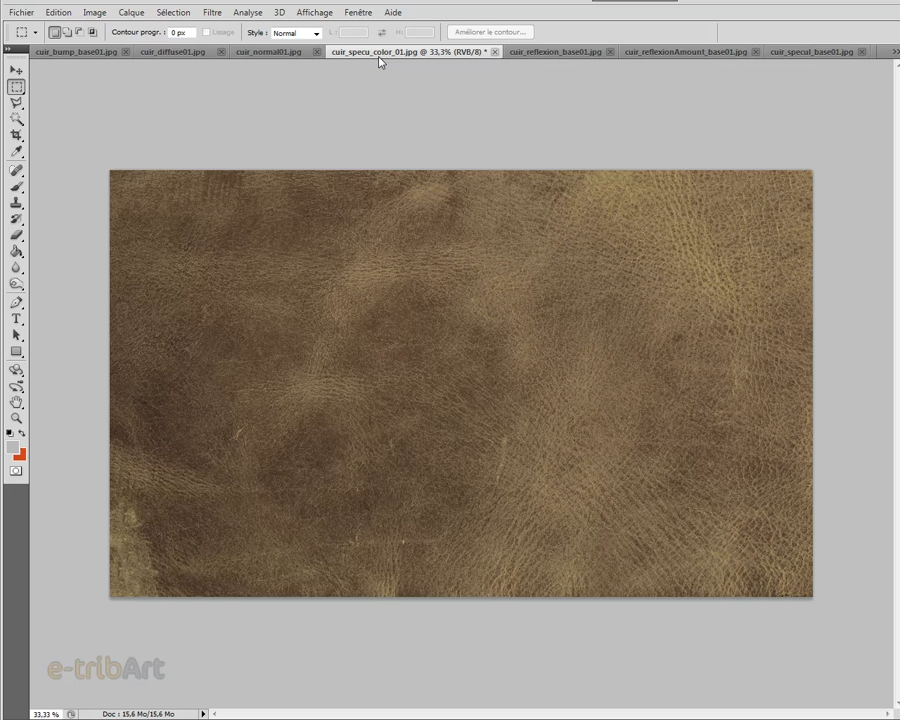 Fichier Edition Image Calque Sélection Filtre Analyse 3D Affichage Fenêtre Aide
Contour progr. : 0 px Lissage Style : Normal L : H : Améliorer le contour...
cuir_bump_base01.jpg cuir_diffuse01.jpg cuir_normal01.jpg cuir_specu_color_01.jpg @ 33,3% (RVB/8) * cuir_reflexion_base01.jpg cuir_reflexionAmount_base01.jpg cuir_specul_base01.jpg
e-tribArt
33,33 % Doc : 15,6 Mo/15,6 Mo